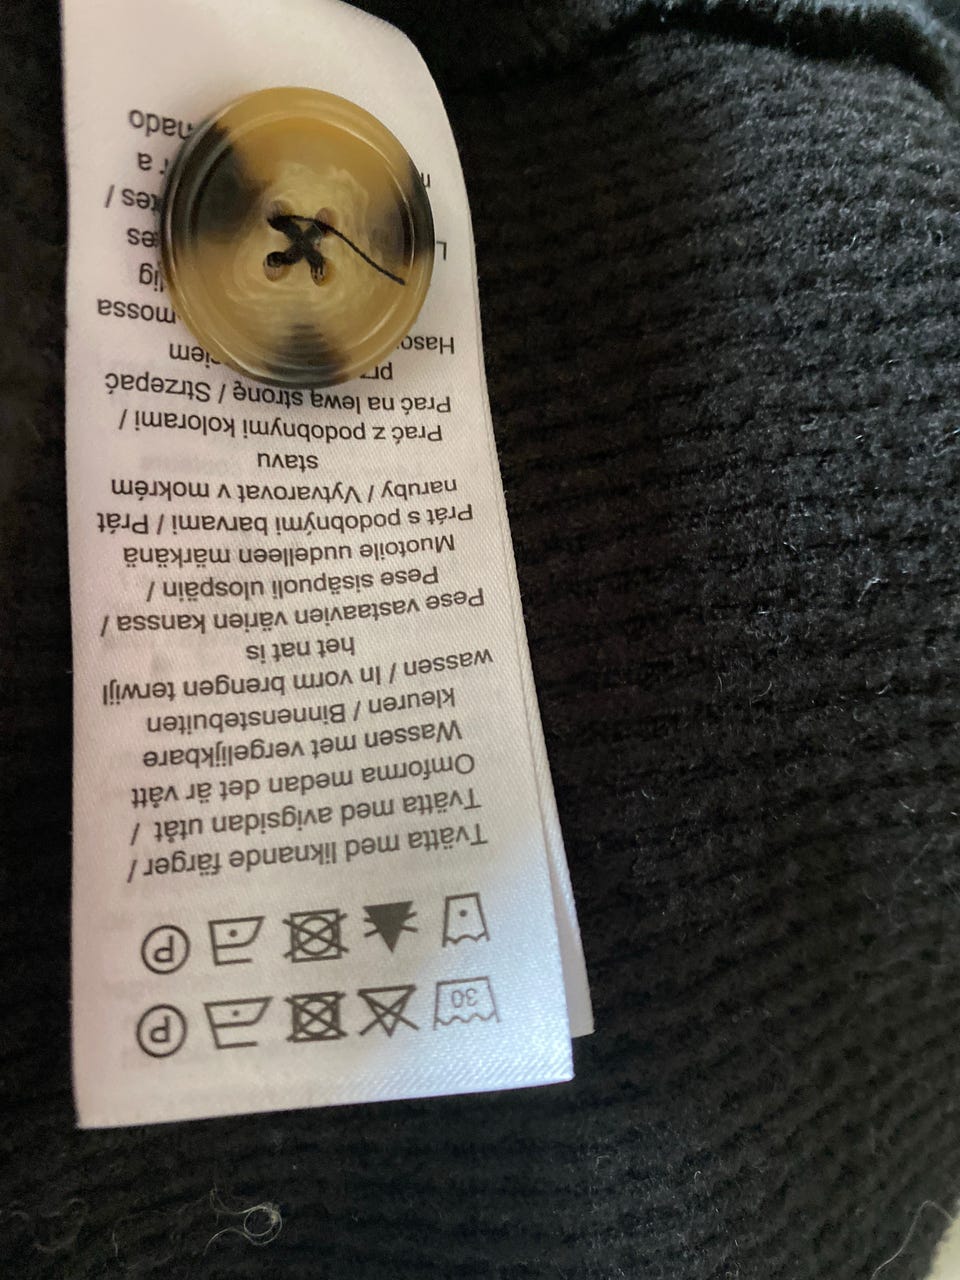 30
P
P
Tvätta med liknande färger /
Tvätta med avigsidan utåt /
Omforma medan det är vått
Wassen met vergelijkbare
kleuren / Binnenstebuiten
wassen / In vorm brengen terwijl
het nat is
Pese vastaavien värien kanssa /
Pese sisäpuoli ulospäin /
Muotoile uudelleen märkänä
Prát s podobnými barvami / Prát
naruby / Vytvarovat v mokrém
stavu
Prać z podobnymi kolorami /
Prać na lewą stronę / Strzepać